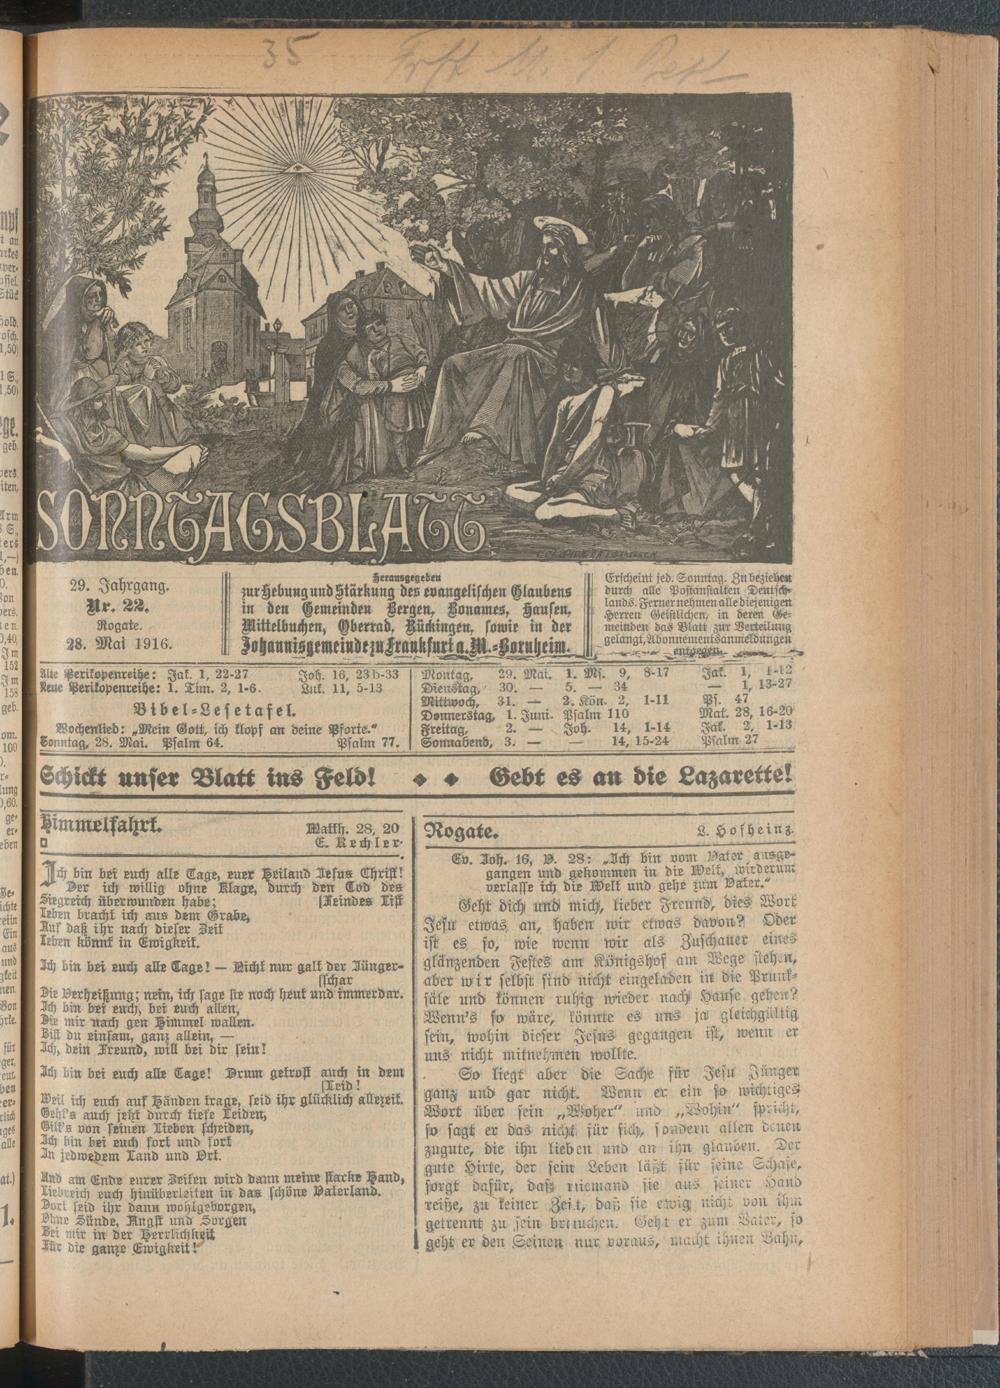 35
SONNTAGSBLATT
29. Jahrgang.
Nr. 22.
Rogate.
28. Mai 1916.
Herausgegeben
zur Hebung und Stärkung des evangelischen Glaubens
in den Gemeinden Bergen, Bonames, Hausen,
Mittelbuchen, Oberrad, Rückingen, sowie in der
Johannisgemeinde zu Frankfurt a. M.-Bornheim.
Erscheint jed. Sonntag. Zu beziehen
durch alle Postanstalten Deutsch-
lands. Ferner nehmen alle diejenigen
Herren Geistlichen, in deren Ge-
meinden das Blatt zur Verteilung
gelangt, Abonnementsanmeldungen
entgegen.
Alte Perikopenreihe: Jak. 1, 22-27 Joh. 16, 23b-33
Neue Perikopenreihe: 1. Tim. 2, 1-6. Luk. 11, 5-13
Bibel-Lesetafel.
Wochenlied: „Mein Gott, ich klopf an deine Pforte.“
Sonntag, 28. Mai. Psalm 64. Psalm 77.
Montag, 29. Mai. 1. Ms. 9, 8-17 Jak. 1, 1-12
Dienstag, 30. — 5. — 34 — 1, 13-27
Mittwoch, 31. — 2. Kön. 2, 1-11 Ps. 47
Donnerstag, 1. Juni. Psalm 110 Mat. 28, 16-20
Freitag, 2. — Joh. 14, 1-14 Jak. 2, 1-13
Sonnabend, 3. — — 14, 15-24 Psalm 27
Schickt unser Blatt ins Feld! ◆ ◆ Gebt es an die Lazarette!
Himmelfahrt.
Matth. 28, 20
E. Rechler.
Ich bin bei euch alle Tage, euer Heiland Jesus Christ!
Der ich willig ohne Klage, durch den Tod des
Siegreich überwunden habe; [Feindes List
Leben bracht ich aus dem Grabe,
Auf daß ihr nach dieser Zeit
Leben könnt in Ewigkeit.
Ich bin bei euch alle Tage! — Nicht nur galt der Jünger-
[schar
Die Verheißung; nein, ich sage sie noch heut und immerdar.
Ich bin bei euch, bei euch allen,
Die mir nach gen Himmel wallen.
Bist du einsam, ganz allein, —
Ich, dein Freund, will bei dir sein!
Ich bin bei euch alle Tage! Drum getrost auch in dem
[Leid!
Weil ich euch auf Händen trage, seid ihr glücklich allezeit.
Geht's auch jetzt durch tiefe Leiden,
Gilt's von seinen Lieben scheiden,
Ich bin bei euch fort und fort
In jedwedem Land und Ort.
Und am Ende eurer Zeiten wird dann meine starke Hand,
Liebreich euch hinüberleiten in das schöne Vaterland.
Dort seid ihr dann wohlgeborgen,
Ohne Sünde, Angst und Sorgen
Bei mir in der Herrlichkeit
Für die ganze Ewigkeit!
Rogate.
L. Hofheinz.
Ev. Joh. 16, V. 28: „Ich bin vom Vater ausge-
gangen und gekommen in die Welt, wiederum
verlasse ich die Welt und gehe zum Vater.“
Geht dich und mich, lieber Freund, dies Wort
Jesu etwas an, haben wir etwas davon? Oder
ist es so, wie wenn wir als Zuschauer eines
glänzenden Festes am Königshof am Wege stehen,
aber wir selbst sind nicht eingeladen in die Prunk-
säle und können ruhig wieder nach Hause gehen?
Wenn's so wäre, könnte es uns ja gleichgültig
sein, wohin dieser Jesus gegangen ist, wenn er
uns nicht mitnehmen wollte.
So liegt aber die Sache für Jesu Jünger
ganz und gar nicht. Wenn er ein so wichtiges
Wort über sein „Woher“ und „Wohin“ spricht,
so sagt er das nicht für sich, sondern allen denen
zugute, die ihn lieben und an ihn glauben. Der
gute Hirte, der sein Leben läßt für seine Schafe,
sorgt dafür, daß niemand sie aus seiner Hand
reiße, zu keiner Zeit, daß sie ewig nicht von ihm
getrennt zu sein brauchen. Geht er zum Vater, so
geht er den Seinen nur voraus, macht ihnen Bahn,